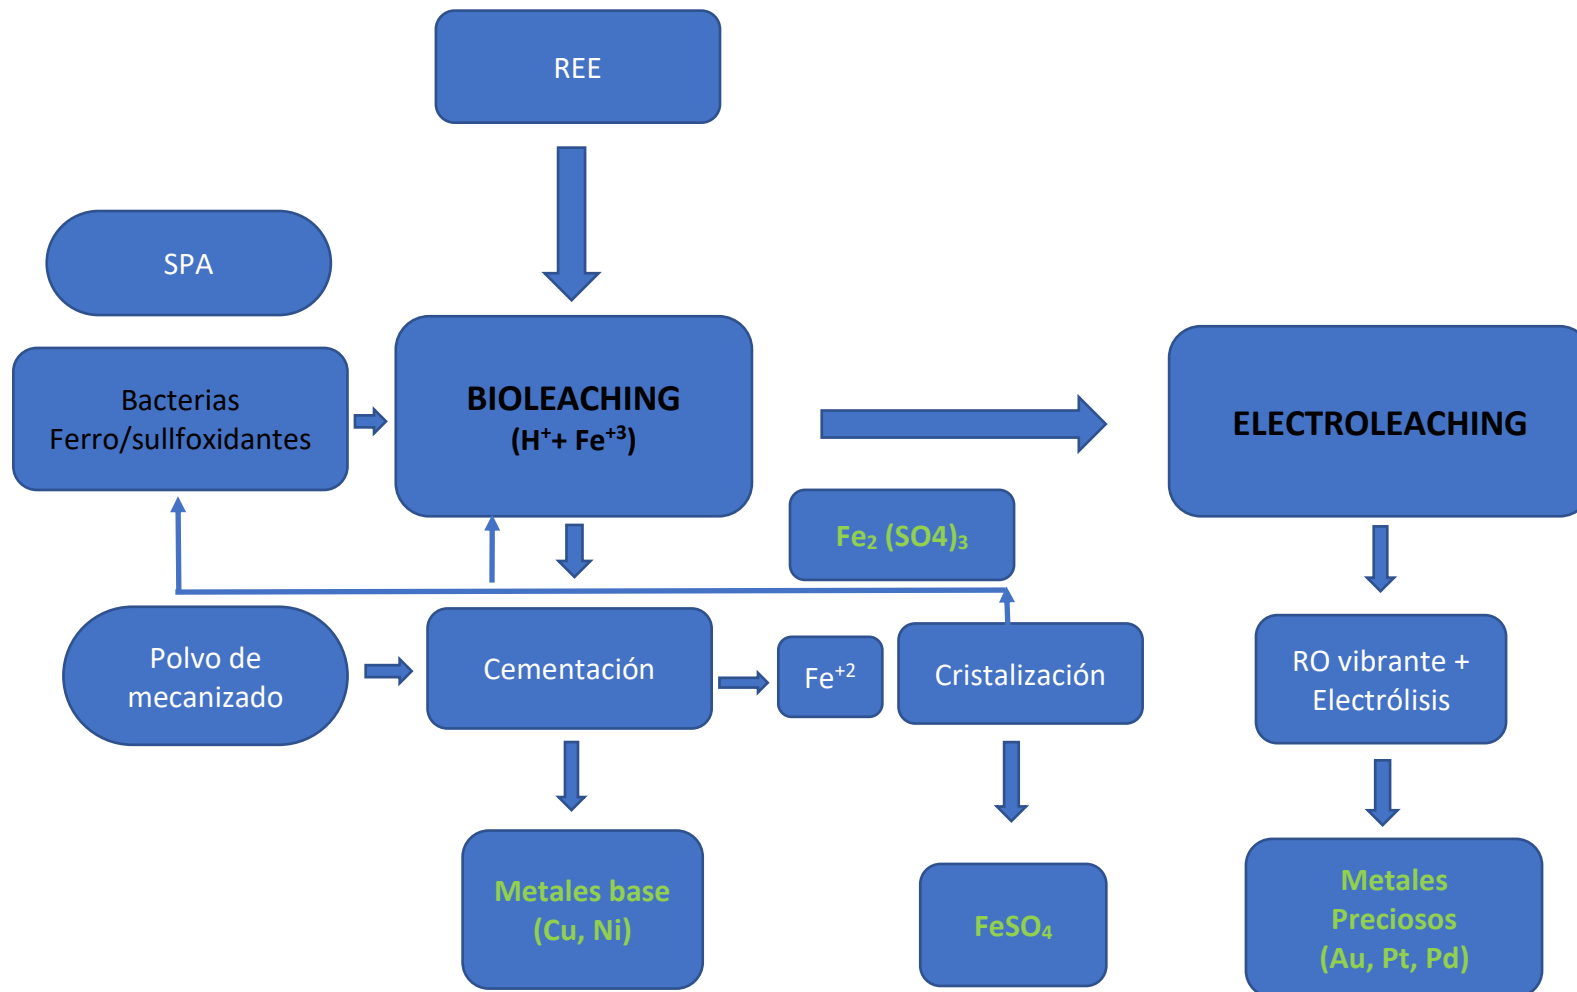 REE
SPA
Bacterias
Ferro/sullfoxidantes
BIOLEACHING
(H⁺+ Fe⁺³)
ELECTROLEACHING
Fe₂ (SO4)₃
Polvo de
mecanizado
Cementación
Fe⁺²
Cristalización
RO vibrante +
Electrólisis
Metales base
(Cu, Ni)
FeSO₄
Metales
Preciosos
(Au, Pt, Pd)